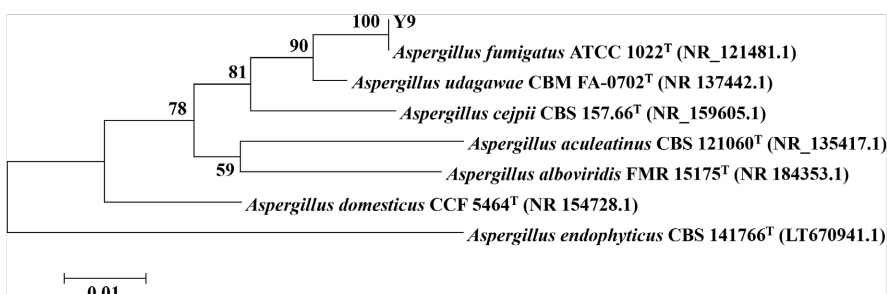 100 Y9
90
Aspergillus fumigatus ATCC 1022T (NR_121481.1)
81
Aspergillus udagawae CBM FA-0702T (NR 137442.1)
78
Aspergillus cejpii CBS 157.66T (NR_159605.1)
Aspergillus aculeatinus CBS 121060T (NR_135417.1)
59
Aspergillus alboviridis FMR 15175T (NR 184353.1)
Aspergillus domesticus CCF 5464T (NR 154728.1)
Aspergillus endophyticus CBS 141766T (LT670941.1)
0.01